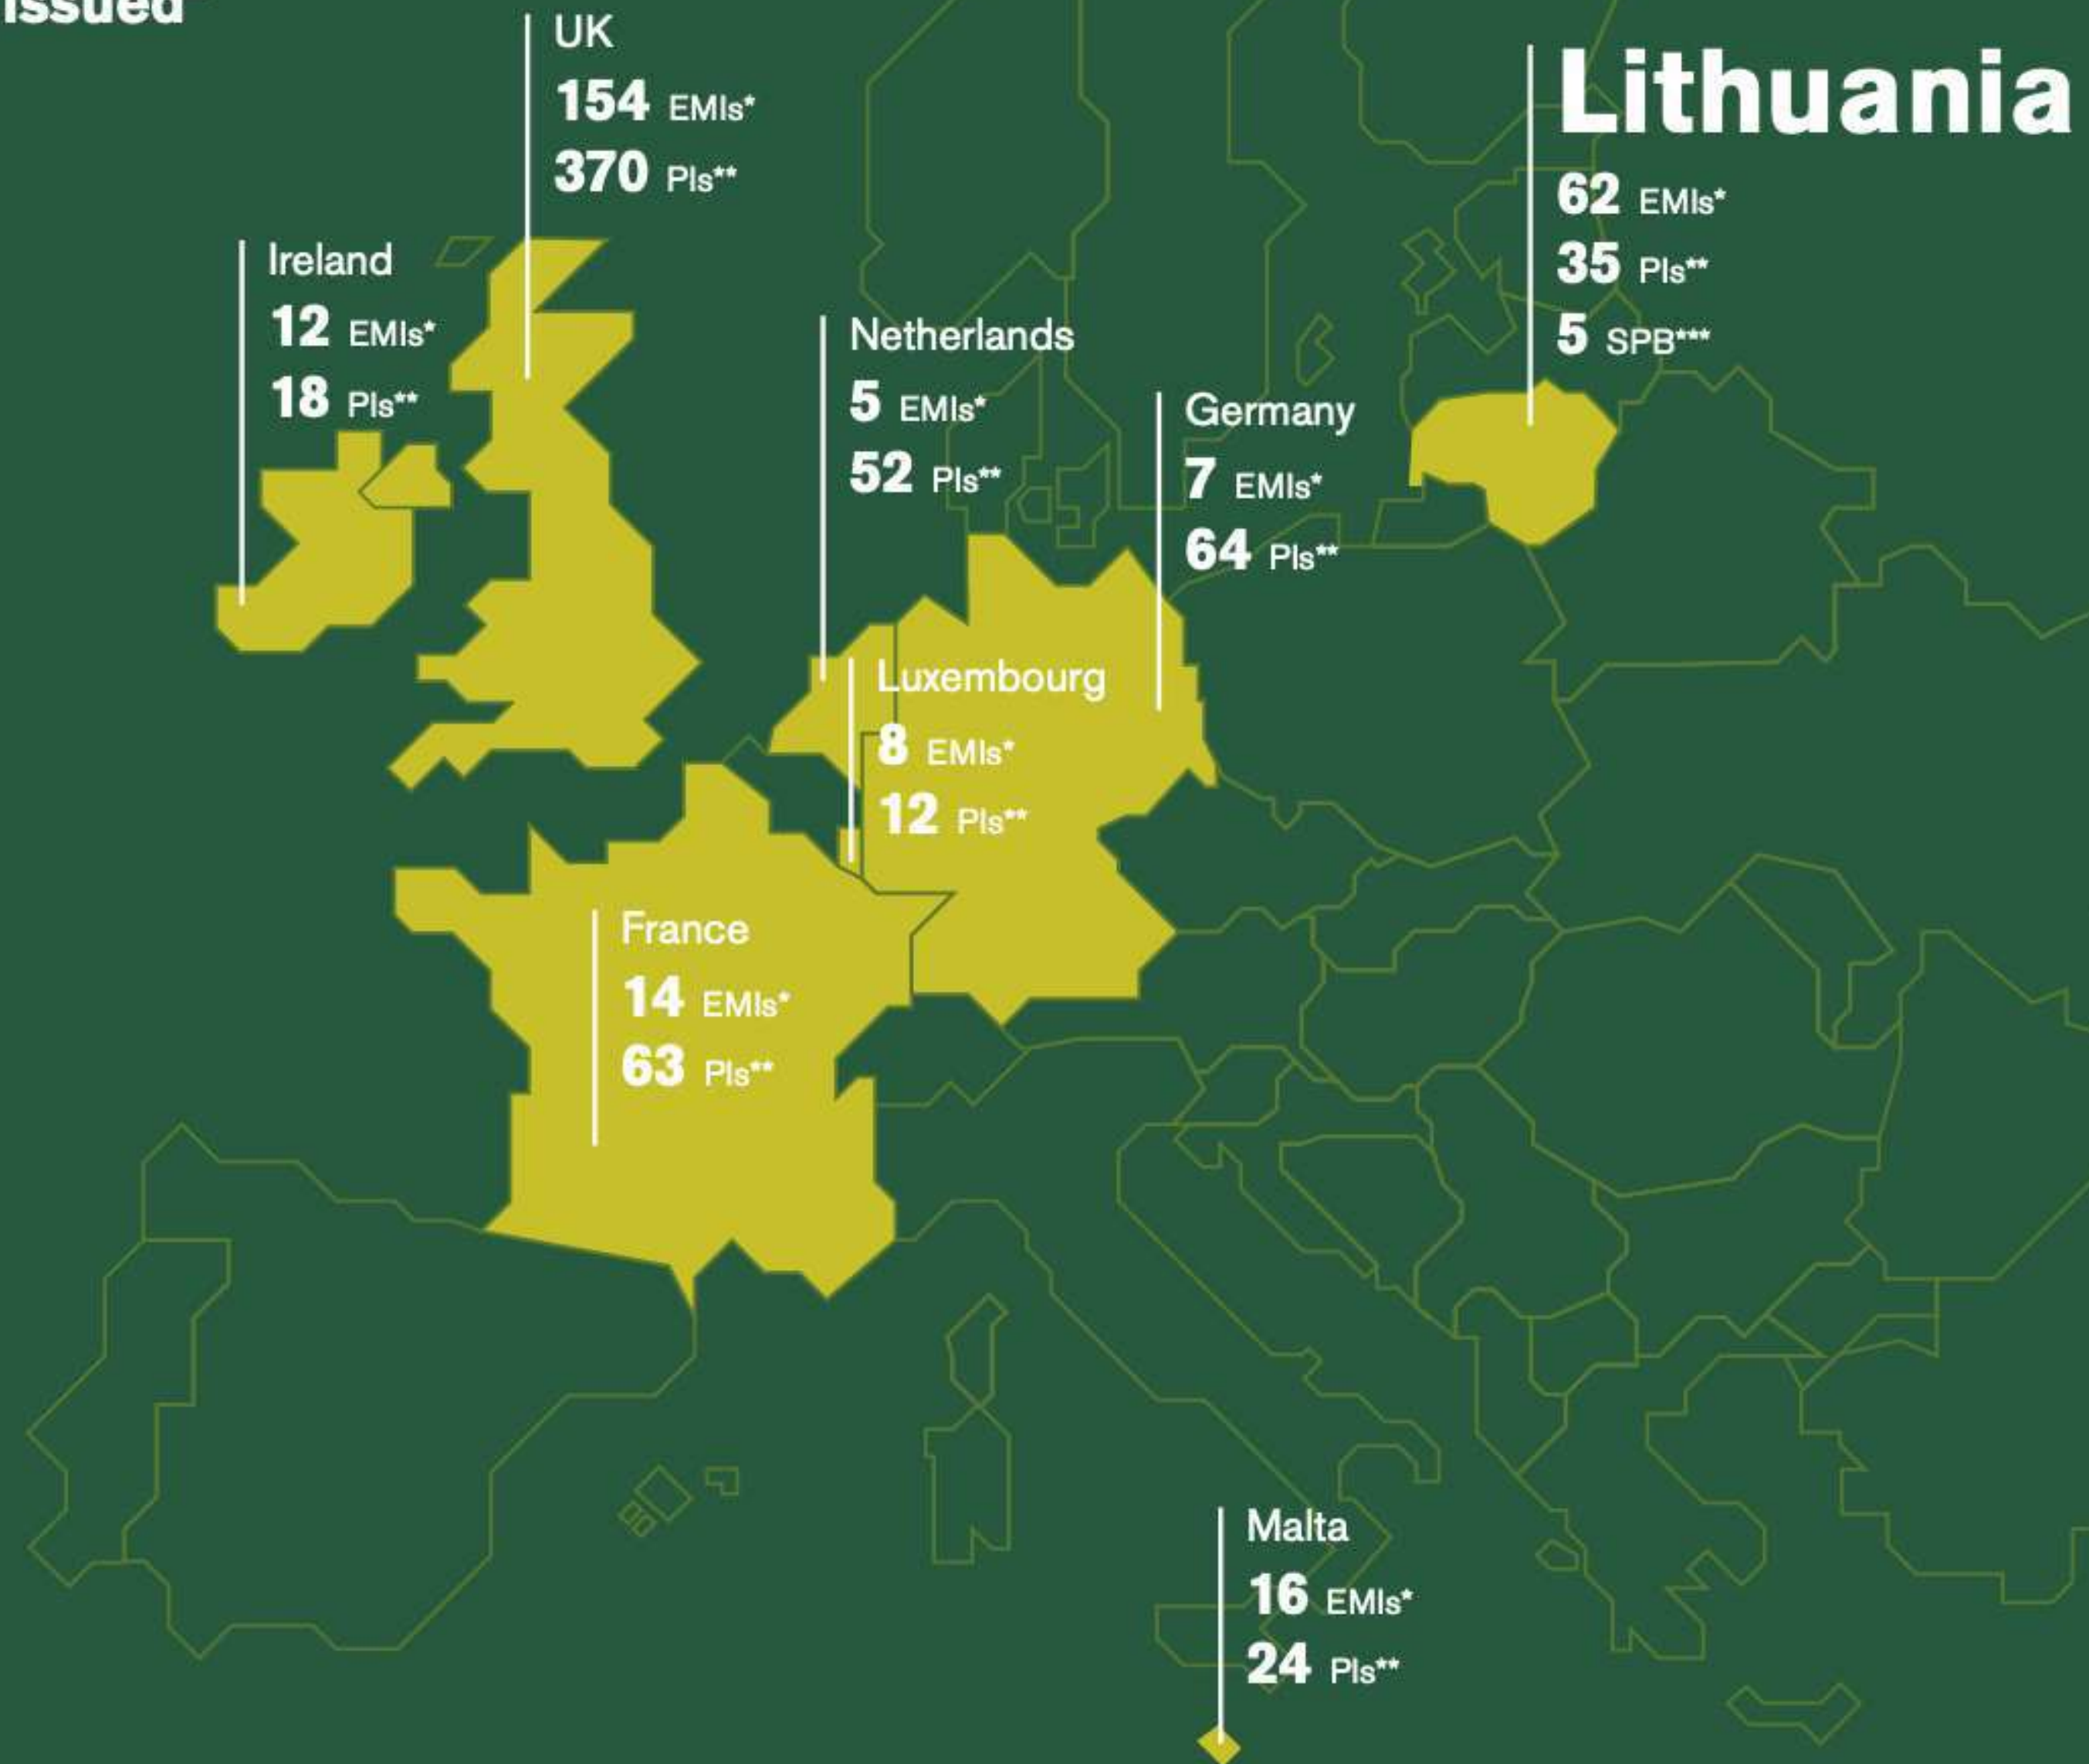 issued
UK
154 EMIs*
370 PIs**
Lithuania
62 EMIs*
35 PIs**
5 SPB***
Ireland
12 EMIs*
18 PIs**
Netherlands
5 EMIs*
52 PIs**
Germany
7 EMIs*
64 PIs**
Luxembourg
8 EMIs*
12 PIs**
France
14 EMIs*
63 PIs**
Malta
16 EMIs*
24 PIs**